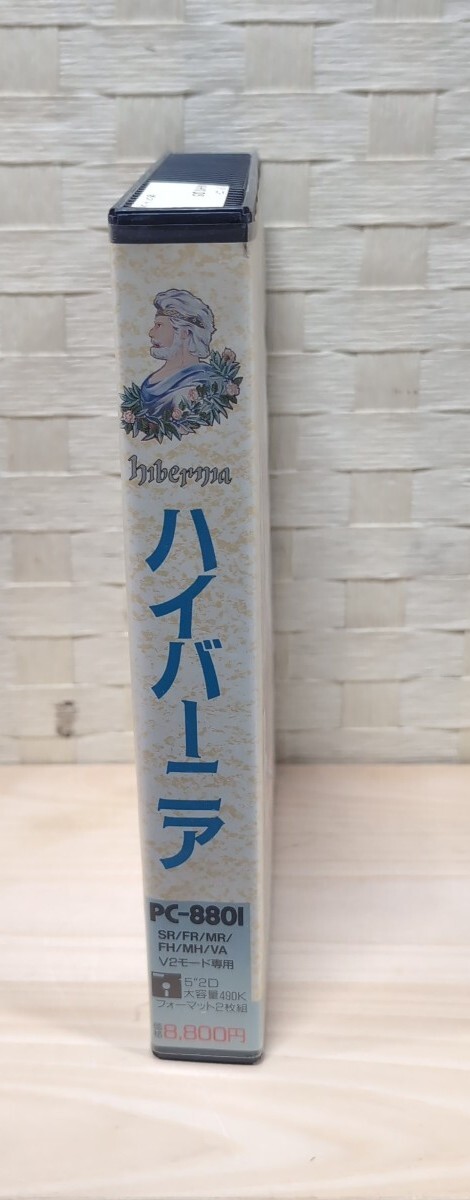 hibernia
ハイバーニア
PC-8801
SR/FR/MR/
FH/MH/VA
V2モード専用
5"2D
大容量490K
フォーマット2枚組
価格8,800円